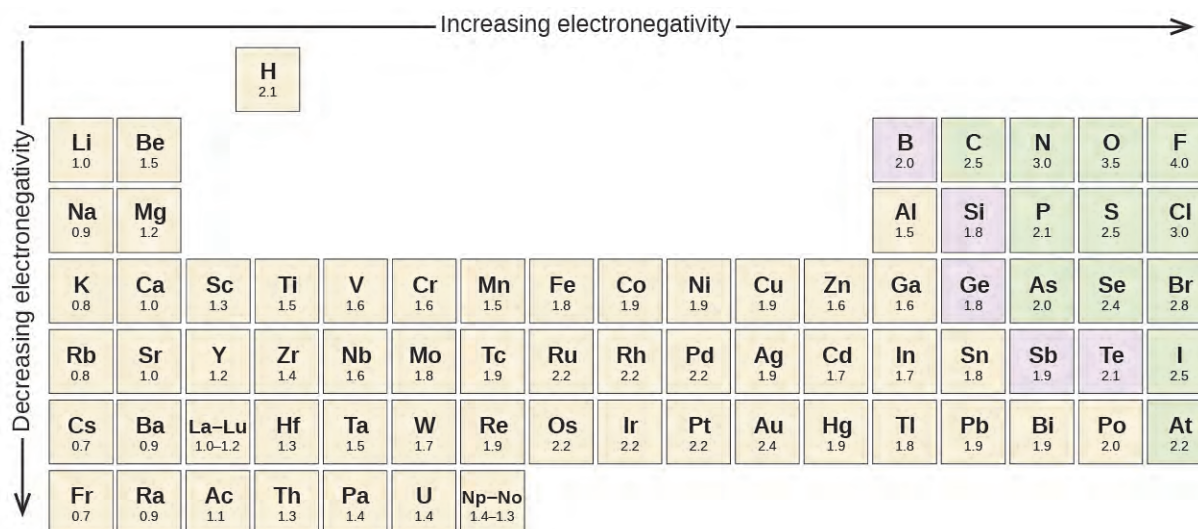 Increasing electronegativity
Decreasing electronegativity
H
2.1
Li Be B C N O F
1.0 1.5 2.0 2.5 3.0 3.5 4.0
Na Mg Al Si P S Cl
0.9 1.2 1.5 1.8 2.1 2.5 3.0
K Ca Sc Ti V Cr Mn Fe Co Ni Cu Zn Ga Ge As Se Br
0.8 1.0 1.3 1.5 1.6 1.6 1.5 1.8 1.9 1.9 1.9 1.6 1.6 1.8 2.0 2.4 2.8
Rb Sr Y Zr Nb Mo Tc Ru Rh Pd Ag Cd In Sn Sb Te I
0.8 1.0 1.2 1.4 1.6 1.8 1.9 2.2 2.2 2.2 1.9 1.7 1.7 1.8 1.9 2.1 2.5
Cs Ba La–Lu Hf Ta W Re Os Ir Pt Au Hg Tl Pb Bi Po At
0.7 0.9 1.0–1.2 1.3 1.5 1.7 1.9 2.2 2.2 2.2 2.4 1.9 1.8 1.9 1.9 2.0 2.2
Fr Ra Ac Th Pa U Np–No
0.7 0.9 1.1 1.3 1.4 1.4 1.4–1.3